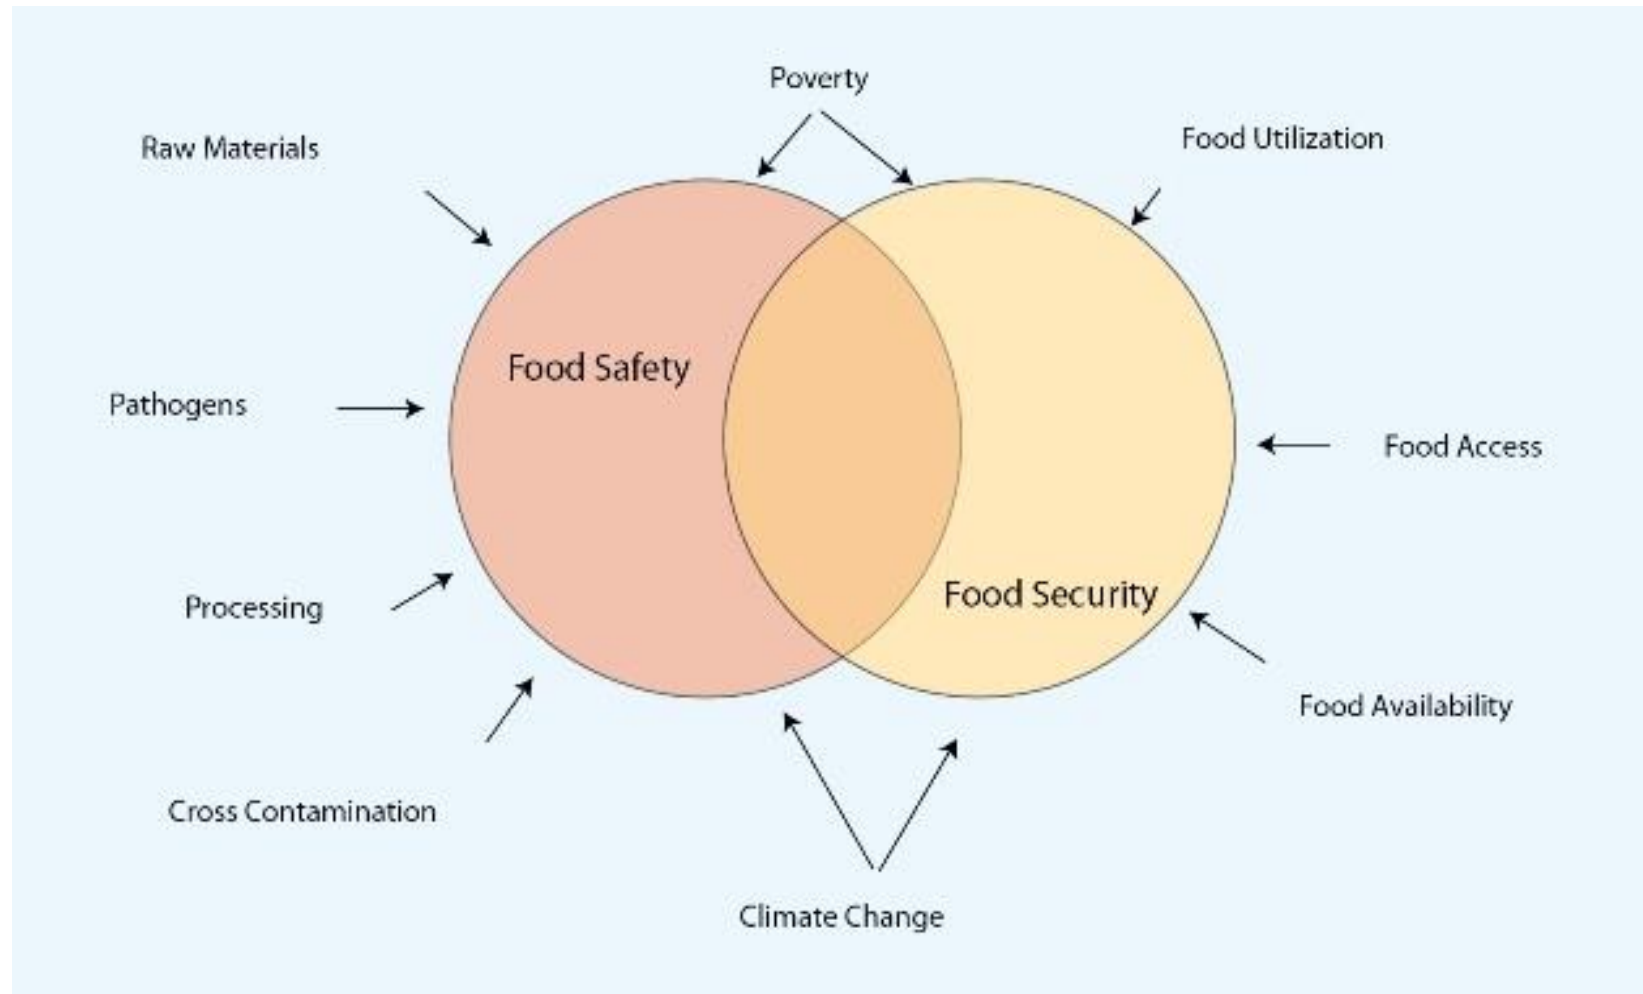 Poverty
Food Utilization
Raw Materials
Food Safety
Pathogens
Food Access
Food Security
Processing
Food Availability
Cross Contamination
Climate Change